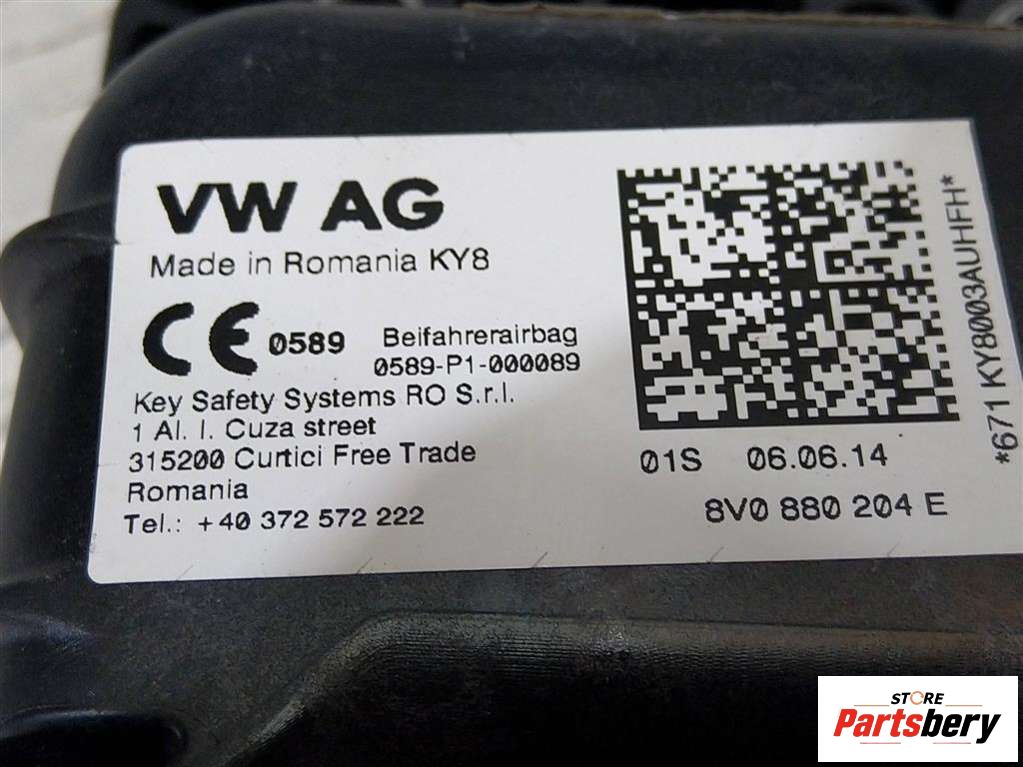 VW AG
Made in Romania KY8
CE 0589 Beifahrerairbag
0589-P1-000089
Key Safety Systems RO S.r.l.
1 Al. I. Cuza street
315200 Curtici Free Trade
Romania
Tel.: +40 372 572 222
01S 06.06.14
8V0 880 204 E
*671 KY8003AUHFH*
STORE
Partsbery